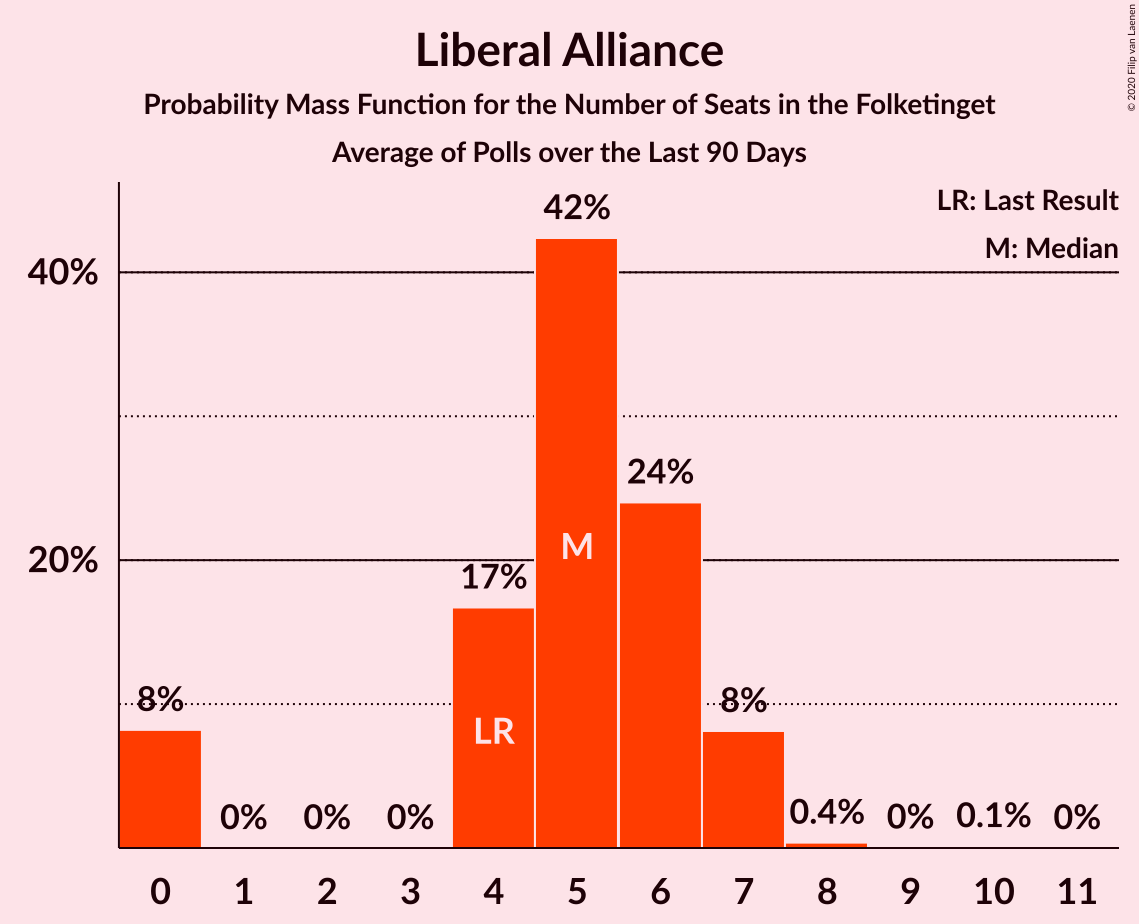 Liberal Alliance
Probability Mass Function for the Number of Seats in the Folketinget
Average of Polls over the Last 90 Days
© 2020 Filip van Laenen
LR: Last Result
M: Median
40%
20%
8%
0%
0%
0%
17%
42%
24%
8%
0.4%
0%
0.1%
0%
LR
M
0 1 2 3 4 5 6 7 8 9 10 11